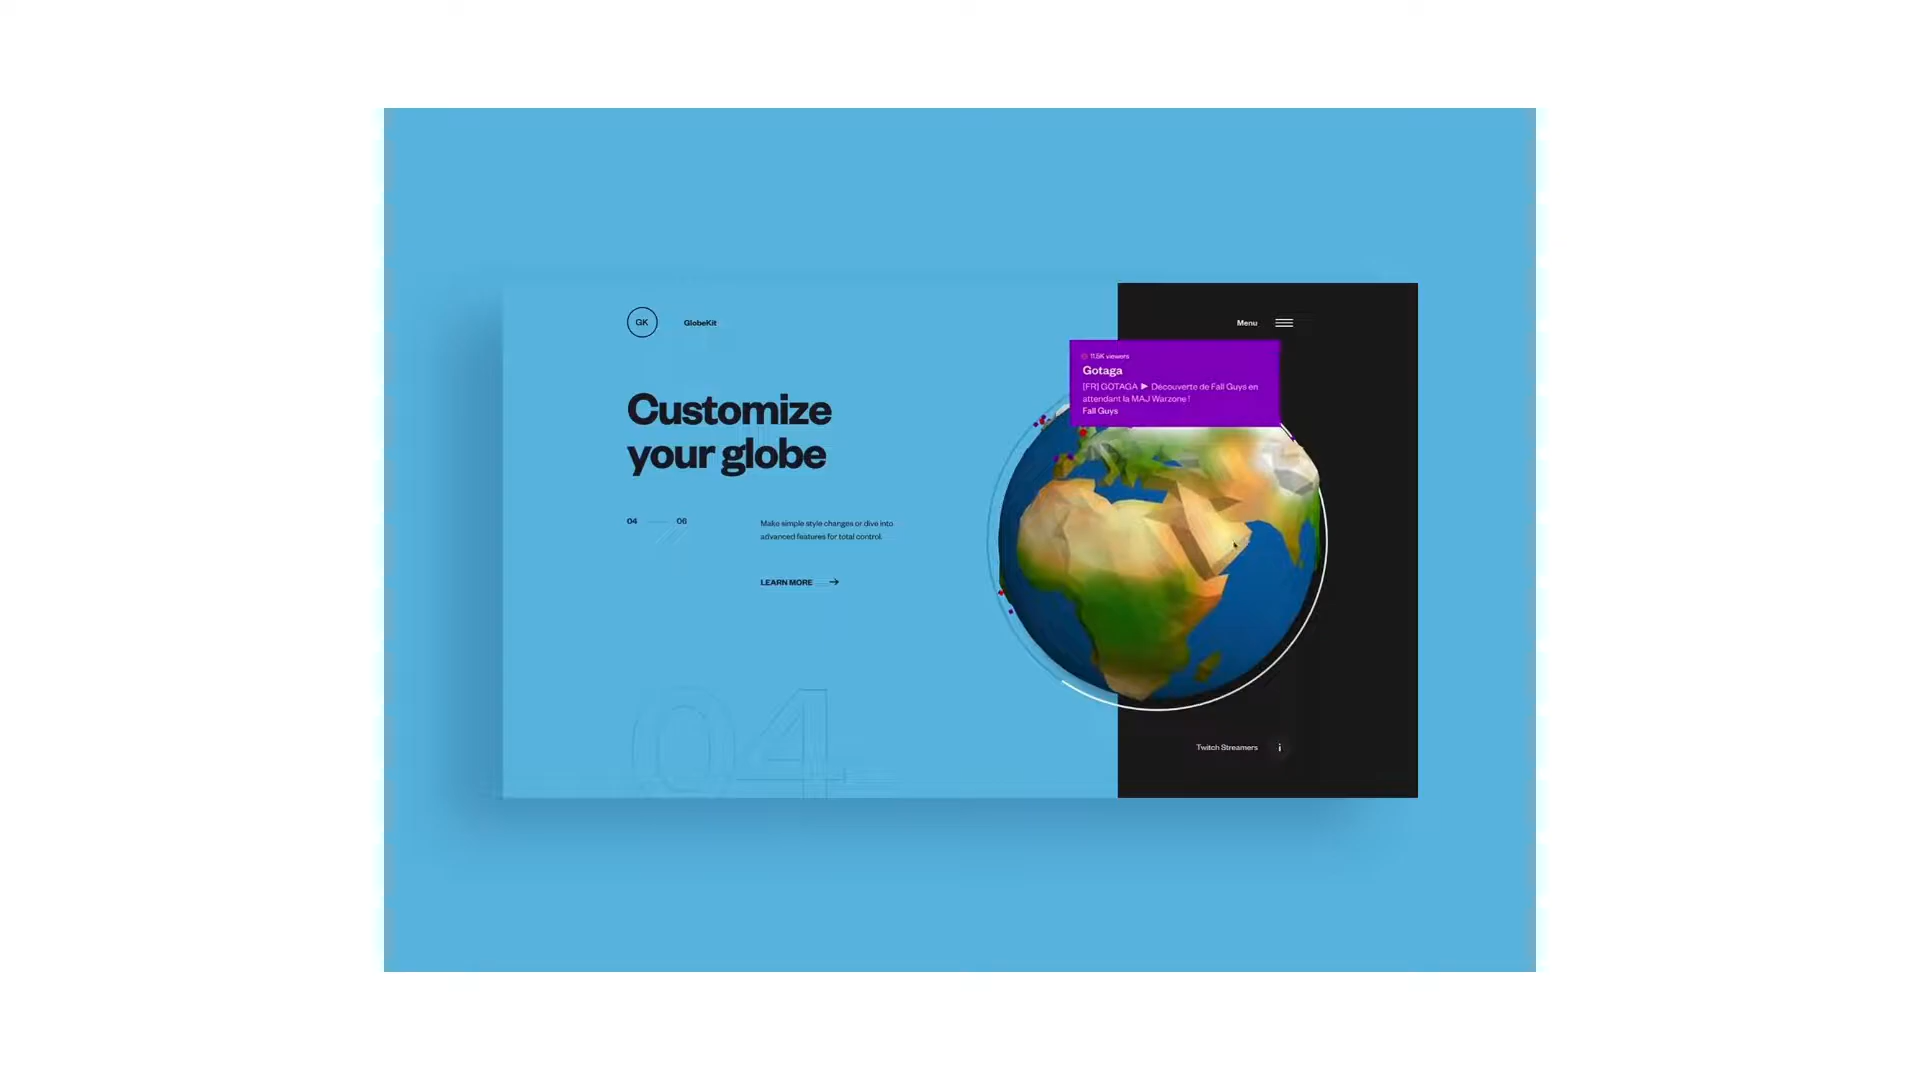 GK
GlobeKit
Menu
11.5K viewers
Gotaga
[FR] GOTAGA ► Découverte de Fall Guys en
attendant la MAJ Warzone !
Fall Guys
Customize
your globe
04
06
Make simple style changes or dive into
advanced features for total control.
LEARN MORE
04
Twitch Streamers
i